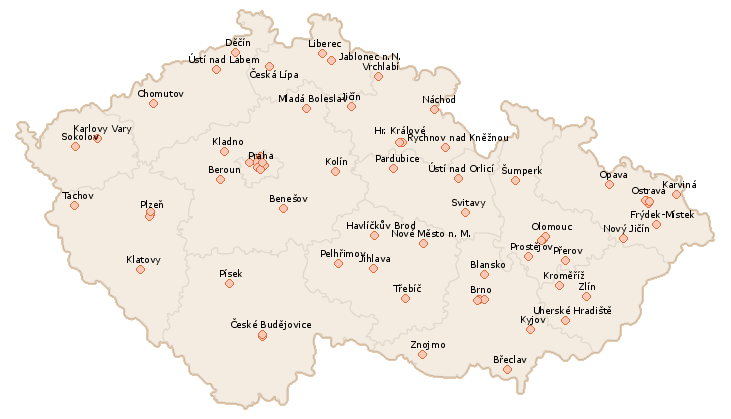 Děčín
Liberec
Ústí nad Labem
Jablonec n. N.
Vrchlabí
Česká Lípa
Chomutov
Mladá Boleslav
Jičín
Náchod
Karlovy Vary
Sokolov
Hr. Králové
Rychnov nad Kněžnou
Kladno
Praha
Kolín
Pardubice
Beroun
Ústí nad Orlicí
Šumperk
Opava
Karviná
Ostrava
Tachov
Plzeň
Benešov
Svitavy
Frýdek-Místek
Havlíčkův Brod
Nové Město n. M.
Olomouc
Nový Jičín
Prostějov
Přerov
Klatovy
Pelhřimov
Jihlava
Blansko
Písek
Kroměříž
Třebíč
Brno
Zlín
Uherské Hradiště
České Budějovice
Kyjov
Znojmo
Břeclav